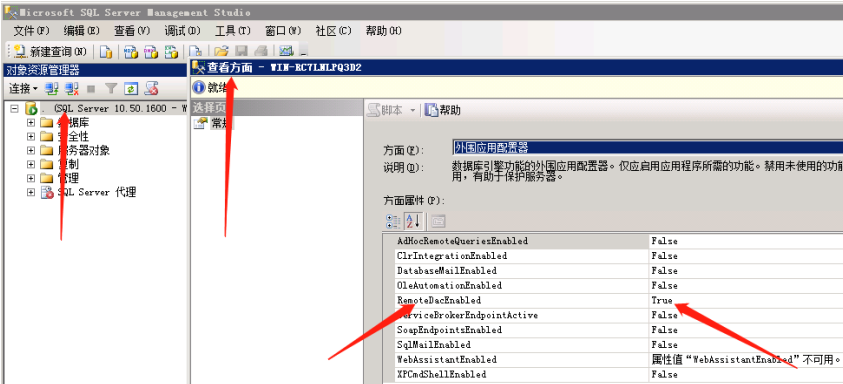 Microsoft SQL Server Management Studio
文件(F) 编辑(E) 查看(V) 调试(D) 工具(T) 窗口(W) 社区(C) 帮助(H)
新建查询(N)
对象资源管理器
连接
. (SQL Server 10.50.1600 - W
数据库
安全性
服务器对象
复制
管理
SQL Server 代理
查看方面 - WIN-RC7LNLPQ3D2
就绪
选择页
常规
脚本 帮助
方面(F): 外围应用配置器
说明(D): 数据库引擎功能的外围应用配置器。仅应启用应用程序所需的功能。禁用未使用的功能
用，有助于保护服务器。
方面属性(P):
AdHocRemoteQueriesEnabled False
ClrIntegrationEnabled False
DatabaseMailEnabled False
OleAutomationEnabled False
RemoteDacEnabled True
ServiceBrokerEndpointActive False
SoapEndpointsEnabled False
SqlMailEnabled False
WebAssistantEnabled 属性值“WebAssistantEnabled”不可用。
XPCmdShellEnabled False